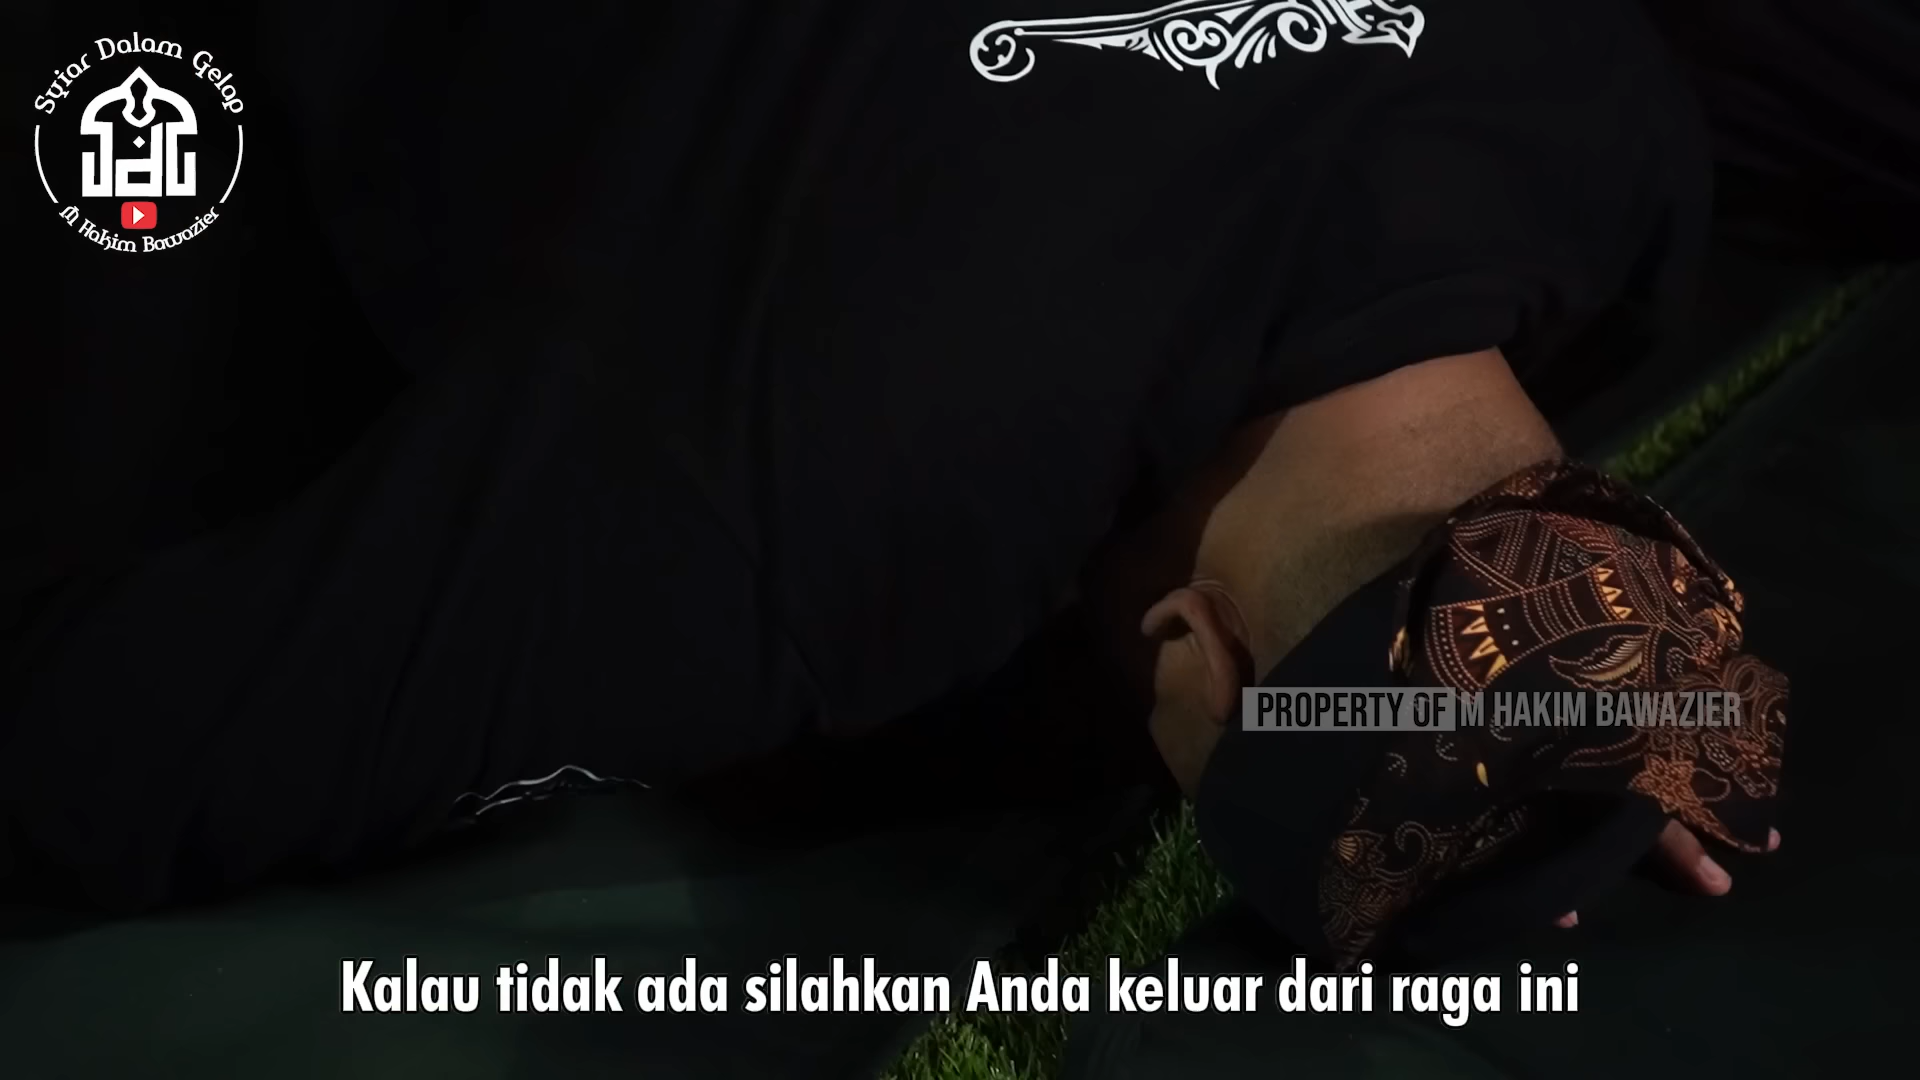 Syiar Dalam Gelap
M Hakim Bawazier
PROPERTY OF M HAKIM BAWAZIER
Kalau tidak ada silahkan Anda keluar dari raga ini